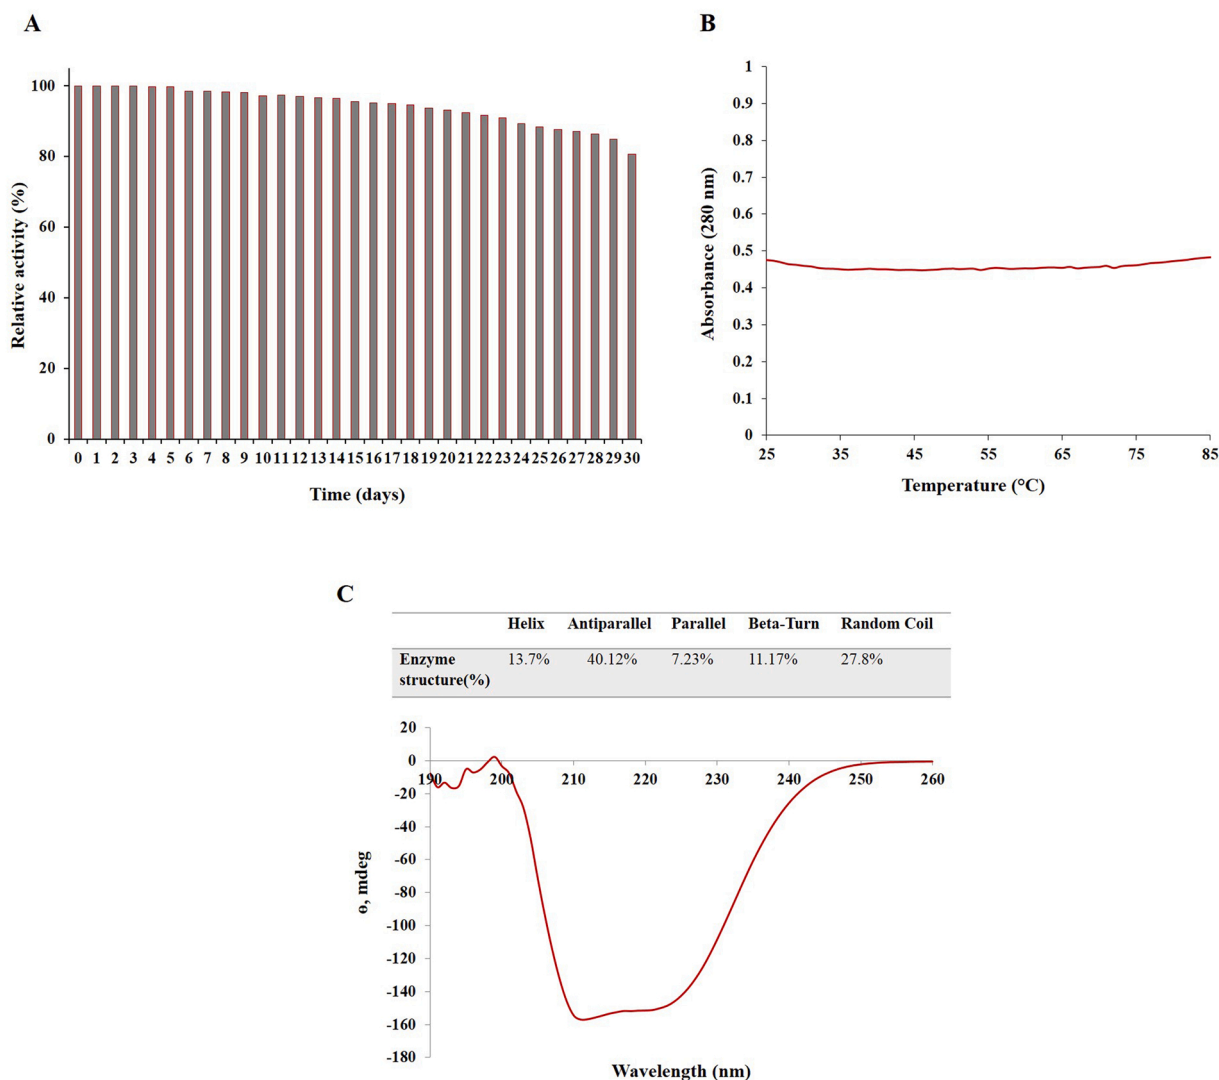 A
100
80
60
40
20
0
Relative activity (%)
0 1 2 3 4 5 6 7 8 9 10 11 12 13 14 15 16 17 18 19 20 21 22 23 24 25 26 27 28 29 30
Time (days)
B
1
0.9
0.8
0.7
0.6
0.5
0.4
0.3
0.2
0.1
0
Absorbance (280 nm)
25 35 45 55 65 75 85
Temperature (°C)
C
Helix Antiparallel Parallel Beta-Turn Random Coil
Enzyme 13.7% 40.12% 7.23% 11.17% 27.8%
structure(%)
20
0
-20
-40
-60
-80
-100
-120
-140
-160
-180
o, mdeg
190 200 210 220 230 240 250 260
Wavelength (nm)